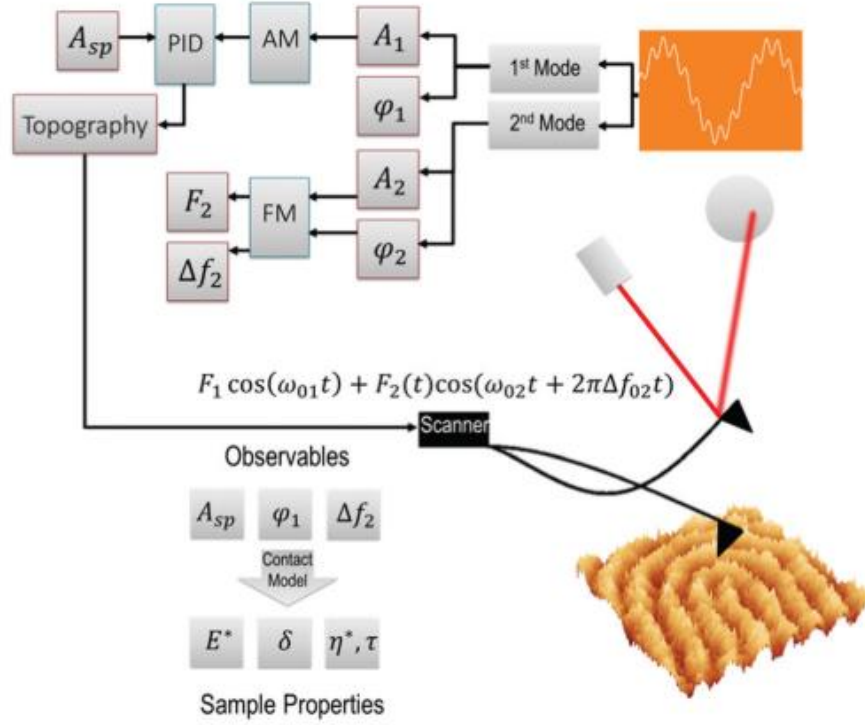 A_sp PID AM A_1 1st Mode
φ_1
Topography 2nd Mode
F_2 FM A_2
Δf_2 φ_2
F_1 cos(ω_01 t) + F_2(t)cos(ω_02 t + 2πΔf_02 t)
Scanner
Observables
A_sp φ_1 Δf_2
Contact
Model
E* δ η*, τ
Sample Properties